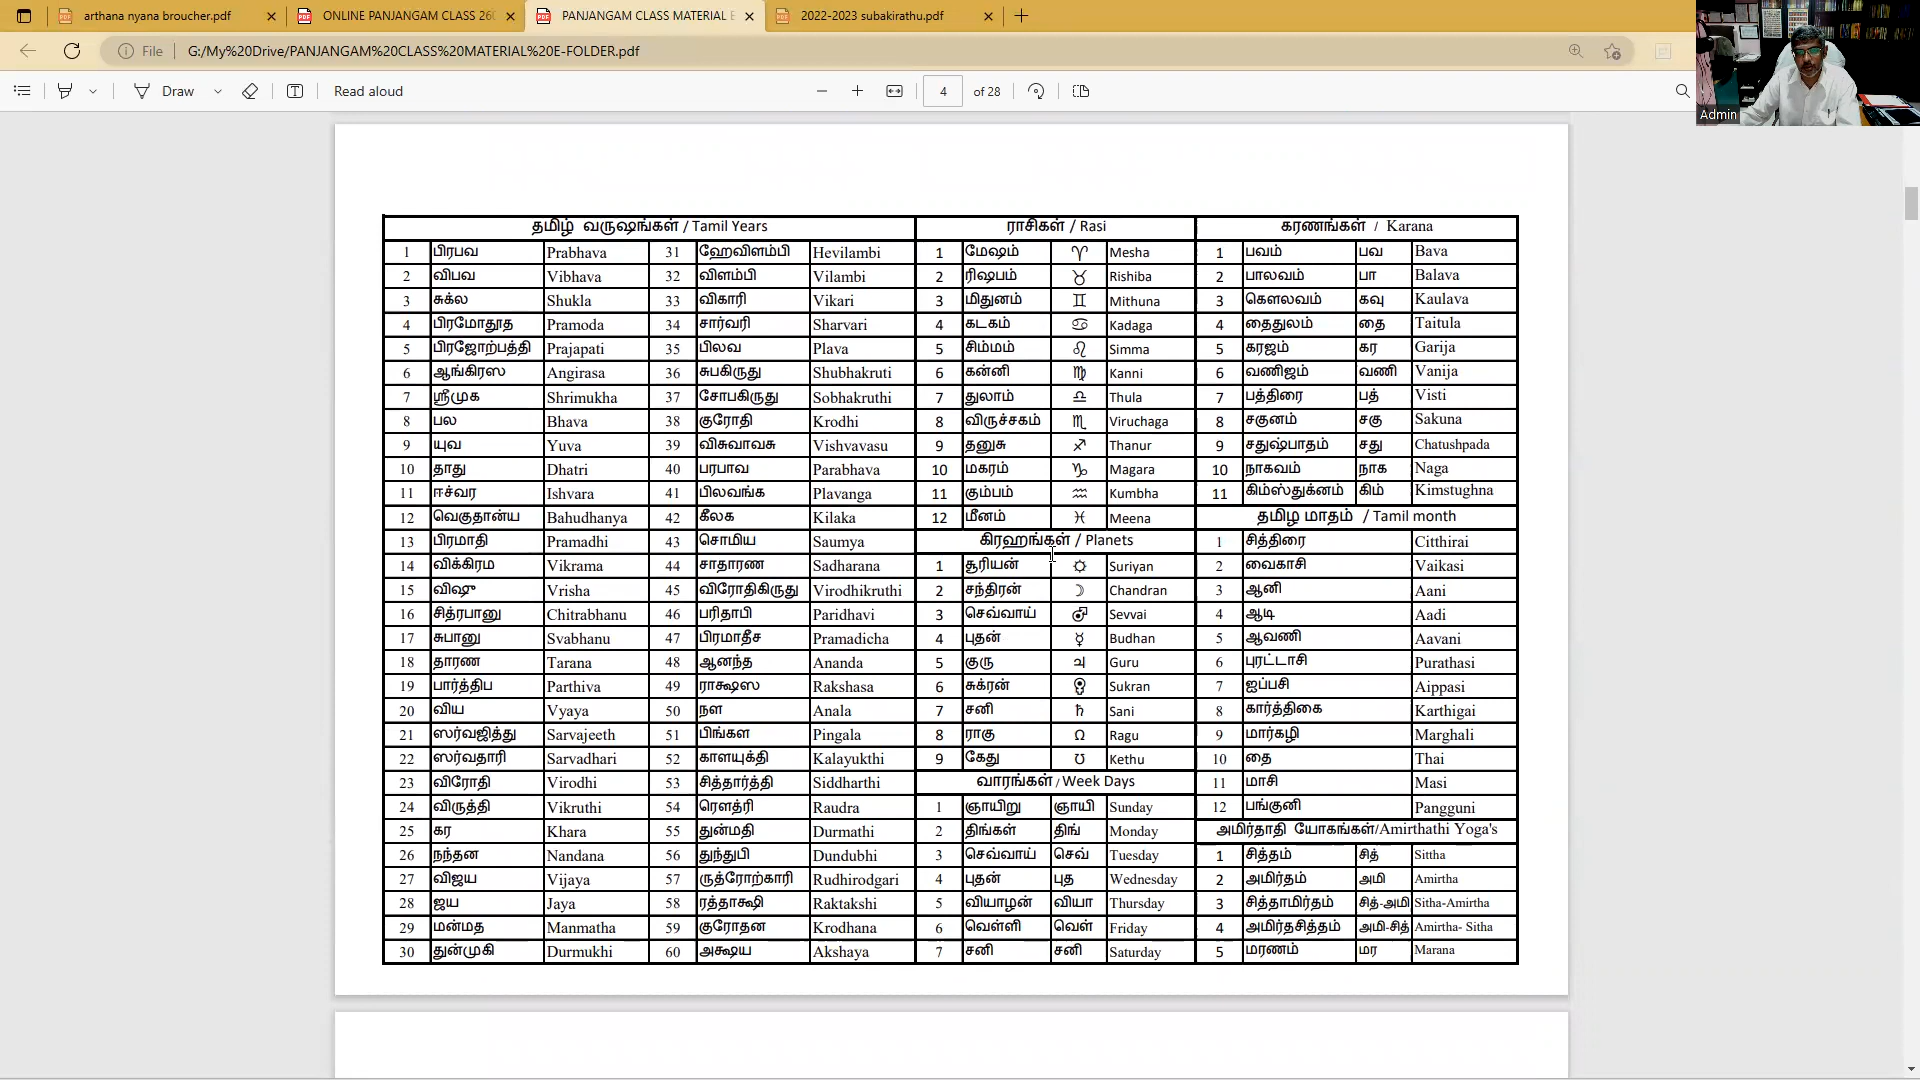 arthana nyana broucher.pdf
ONLINE PANJANGAM CLASS 260
PANJANGAM CLASS MATERIAL E
2022-2023 subakirathu.pdf
File G:/My%20Drive/PANJANGAM%20CLASS%20MATERIAL%20E-FOLDER.pdf
Draw Read aloud 4 of 28
Admin
தமிழ் வருஷங்கள் / Tamil Years ராசிகள் / Rasi கரணங்கள் / Karana
1 பிரபவ Prabhava 31 ஹேவிளம்பி Hevilambi 1 மேஷம் ♈ Mesha 1 பவம் பவ Bava
2 விபவ Vibhava 32 விளம்பி Vilambi 2 ரிஷபம் ♉ Rishiba 2 பாலவம் பா Balava
3 சுக்ல Shukla 33 விகாரி Vikari 3 மிதுனம் ♊ Mithuna 3 கௌலவம் கவு Kaulava
4 பிரமோதூத Pramoda 34 சார்வரி Sharvari 4 கடகம் ♋ Kadaga 4 தைதுலம் தை Taitula
5 பிரஜோற்பத்தி Prajapati 35 பிலவ Plava 5 சிம்மம் ♌ Simma 5 கரஜம் கர Garija
6 ஆங்கிரஸ Angirasa 36 சுபகிருது Shubhakruti 6 கன்னி ♍ Kanni 6 வணிஜம் வணி Vanija
7 ஸ்ரீமுக Shrimukha 37 சோபகிருது Sobhakruthi 7 துலாம் ♎ Thula 7 பத்திரை பத் Visti
8 பல Bhava 38 குரோதி Krodhi 8 விருச்சகம் ♏ Viruchaga 8 சகுனம் சகு Sakuna
9 யுவ Yuva 39 விசுவாவசு Vishvavasu 9 தனுசு ♐ Thanur 9 சதுஷ்பாதம் சது Chatushpada
10 தாது Dhatri 40 பரபாவ Parabhava 10 மகரம் ♑ Magara 10 நாகவம் நாக Naga
11 ஈச்வர Ishvara 41 பிலவங்க Plavanga 11 கும்பம் ♒ Kumbha 11 கிம்ஸ்துக்னம் கிம் Kimstughna
12 வெகுதான்ய Bahudhanya 42 கீலக Kilaka 12 மீனம் ♓ Meena தமிழ மாதம் / Tamil month
13 பிரமாதி Pramadhi 43 சொமிய Saumya கிரஹங்கள் / Planets 1 சித்திரை Citthirai
14 விக்கிரம Vikrama 44 சாதாரண Sadharana 1 சூரியன் Suriyan 2 வைகாசி Vaikasi
15 விஷு Vrisha 45 விரோதிகிருது Virodhikruthi 2 சந்திரன் Chandran 3 ஆனி Aani
16 சித்ரபானு Chitrabhanu 46 பரிதாபி Paridhavi 3 செவ்வாய் Sevvai 4 ஆடி Aadi
17 சுபானு Svabhanu 47 பிரமாதீச Pramadicha 4 புதன் ☿ Budhan 5 ஆவணி Aavani
18 தாரண Tarana 48 ஆனந்த Ananda 5 குரு ♃ Guru 6 புரட்டாசி Purathasi
19 பார்த்திப Parthiva 49 ராக்ஷஸ Rakshasa 6 சுக்ரன் Sukran 7 ஐப்பசி Aippasi
20 விய Vyaya 50 நள Anala 7 சனி ♄ Sani 8 கார்த்திகை Karthigai
21 ஸர்வஜித்து Sarvajeeth 51 பிங்கள Pingala 8 ராகு ☊ Ragu 9 மார்கழி Marghali
22 ஸர்வதாரி Sarvadhari 52 காளயுக்தி Kalayukthi 9 கேது ☋ Kethu 10 தை Thai
23 விரோதி Virodhi 53 சித்தார்த்தி Siddharthi வாரங்கள் / Week Days 11 மாசி Masi
24 விருத்தி Vikruthi 54 ரௌத்ரி Raudra 1 ஞாயிறு ஞாயி Sunday 12 பங்குனி Pangguni
25 கர Khara 55 துன்மதி Durmathi 2 திங்கள் திங் Monday அமிர்தாதி யோகங்கள்/Amirthathi Yoga's
26 நந்தன Nandana 56 துந்துபி Dundubhi 3 செவ்வாய் செவ் Tuesday 1 சித்தம் சித் Sittha
27 விஜய Vijaya 57 ருத்ரோற்காரி Rudhirodgari 4 புதன் புத Wednesday 2 அமிர்தம் அமி Amirtha
28 ஜய Jaya 58 ரத்தாக்ஷி Raktakshi 5 வியாழன் வியா Thursday 3 சித்தாமிர்தம் சித்-அமி Sitha-Amirtha
29 மன்மத Manmatha 59 குரோதன Krodhana 6 வெள்ளி வெள் Friday 4 அமிர்தசித்தம் அமி-சித் Amirtha- Sitha
30 துன்முகி Durmukhi 60 அக்ஷய Akshaya 7 சனி சனி Saturday 5 மரணம் மர Marana